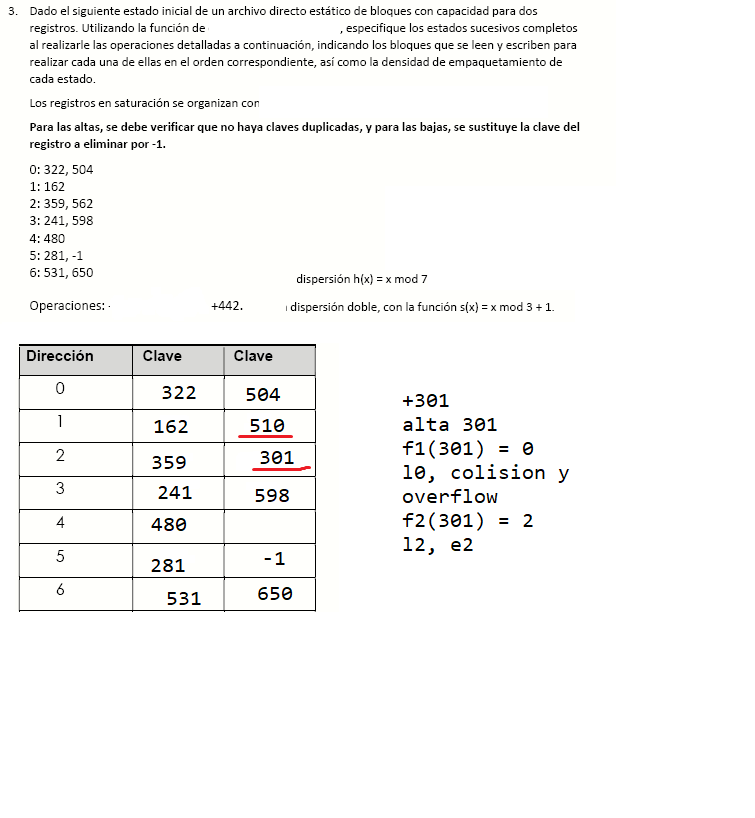 3. Dado el siguiente estado inicial de un archivo directo estático de bloques con capacidad para dos
registros. Utilizando la función de , especifique los estados sucesivos completos
al realizarle las operaciones detalladas a continuación, indicando los bloques que se leen y escriben para
realizar cada una de ellas en el orden correspondiente, así como la densidad de empaquetamiento de
cada estado.
Los registros en saturación se organizan con
Para las altas, se debe verificar que no haya claves duplicadas, y para las bajas, se sustituye la clave del
registro a eliminar por -1.
0: 322, 504
1: 162
2: 359, 562
3: 241, 598
4: 480
5: 281, -1
6: 531, 650
dispersión h(x) = x mod 7
Operaciones: +442. dispersión doble, con la función s(x) = x mod 3 + 1.
Dirección Clave Clave
0 322 504
1 162 510
2 359 301
3 241 598
4 480
5 281 -1
6 531 650
+301
alta 301
f1(301) = 0
l0, colision y
overflow
f2(301) = 2
l2, e2